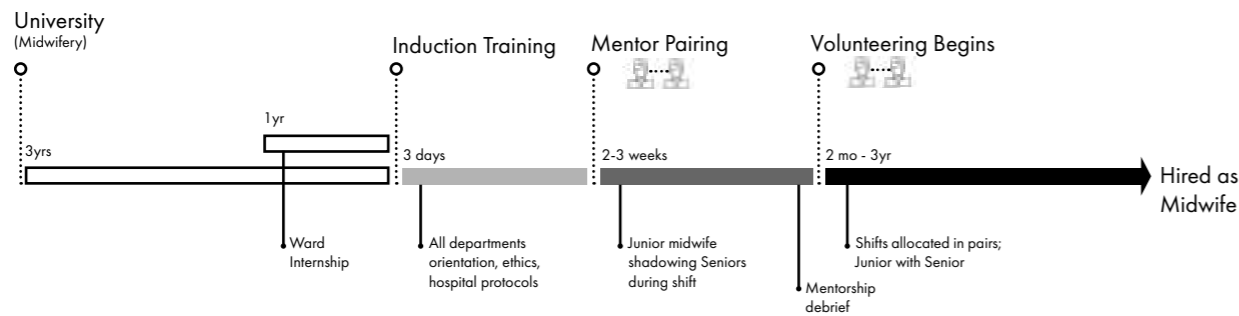 University
(Midwifery)
Induction Training
Mentor Pairing
Volunteering Begins
1yr
3yrs
3 days
2-3 weeks
2 mo - 3yr
Hired as
Midwife
Ward
Internship
All departments
orientation, ethics,
hospital protocols
Junior midwife
shadowing Seniors
during shift
Mentorship
debrief
Shifts allocated in pairs;
Junior with Senior